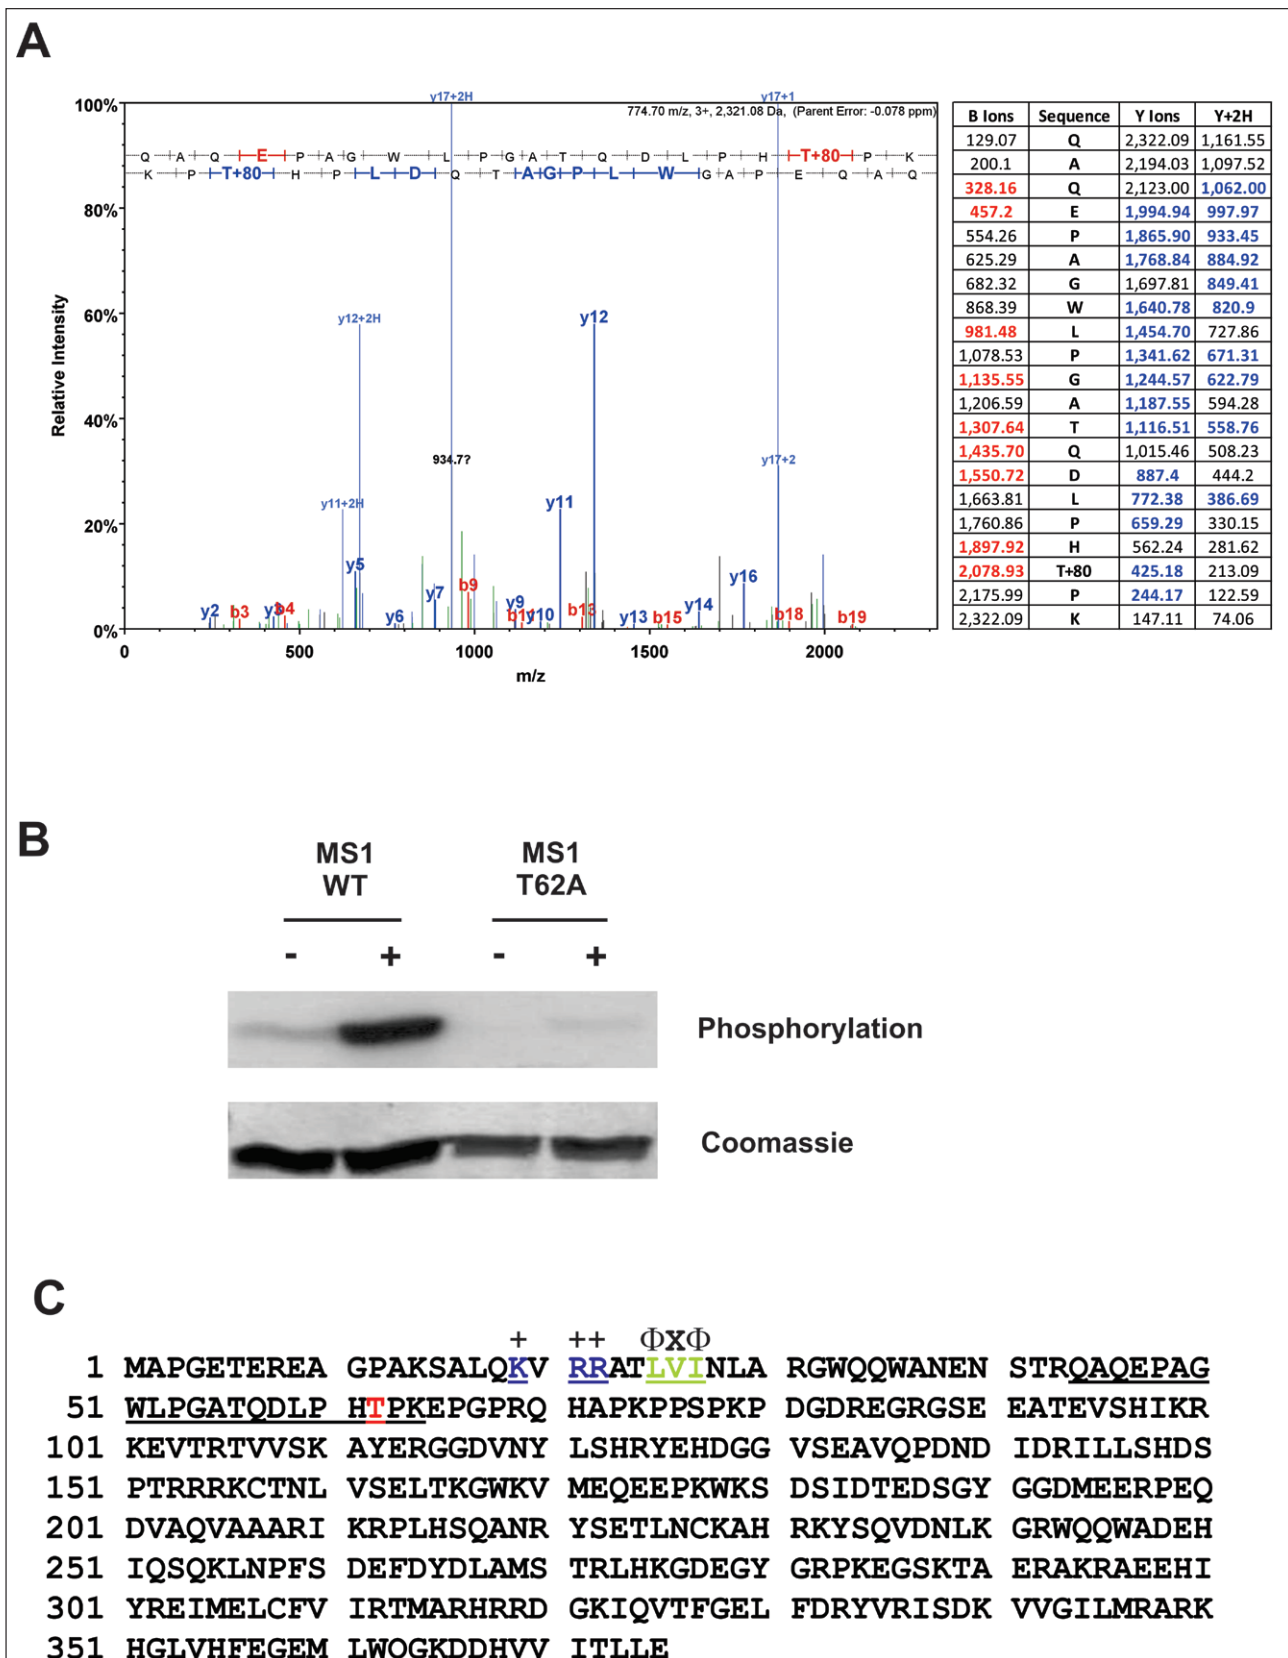 A
y17+2H
y17+1
774.70 m/z, 3+, 2,321.08 Da, (Parent Error: -0.078 ppm)
100%
Q A Q E P A G W L P G A T Q D L P H T+80 P K
K P T+80 H P L D Q T A G P L W G A P E Q A Q
80%
60%
y12+2H
y12
40%
934.7?
y17+2
y11+2H
y11
20%
y5
y7
b9
y16
y2
b3
y3
b4
y6
y9
y10
b13
y13
b15
y14
b18
b19
0%
0 500 1000 1500 2000
m/z
Relative Intensity
B Ions Sequence Y Ions Y+2H
129.07 Q 2,322.09 1,161.55
200.1 A 2,194.03 1,097.52
328.16 Q 2,123.00 1,062.00
457.2 E 1,994.94 997.97
554.26 P 1,865.90 933.45
625.29 A 1,768.84 884.92
682.32 G 1,697.81 849.41
868.39 W 1,640.78 820.9
981.48 L 1,454.70 727.86
1,078.53 P 1,341.62 671.31
1,135.55 G 1,244.57 622.79
1,206.59 A 1,187.55 594.28
1,307.64 T 1,116.51 558.76
1,435.70 Q 1,015.46 508.23
1,550.72 D 887.4 444.2
1,663.81 L 772.38 386.69
1,760.86 P 659.29 330.15
1,897.92 H 562.24 281.62
2,078.93 T+80 425.18 213.09
2,175.99 P 244.17 122.59
2,322.09 K 147.11 74.06
B
MS1 MS1
WT T62A
- + - +
Phosphorylation
Coomassie
C
+ ++ ΦXΦ
1 MAPGETEREA GPAKSALQKV RRATLVINLA RGWQQWANEN STRQAQEPAG
51 WLPGATQDLP HTPKEPGPRQ HAPKPPSPKP DGDREGRGSE EATEVSHIKR
101 KEVTRTVVSK AYERGGDVNY LSHRYEHDGG VSEAVQPDND IDRILLSHDS
151 PTRRRKCTNL VSELTKGWKV MEQEEPKWKS DSIDTEDSGY GGDMEERPEQ
201 DVAQVAAARI KRPLHSQANR YSETLNCKAH RKYSQVDNLK GRWQQWADEH
251 IQSQKLNPFS DEFDYDLAMS TRLHKGDEGY GRPKEGSKTA ERAKRAEEHI
301 YREIMELCFV IRTMARHRRD GKIQVTFGEL FDRYVRISDK VVGILMRARK
351 HGLVHFEGEM LWQGKDDHVV ITLLE